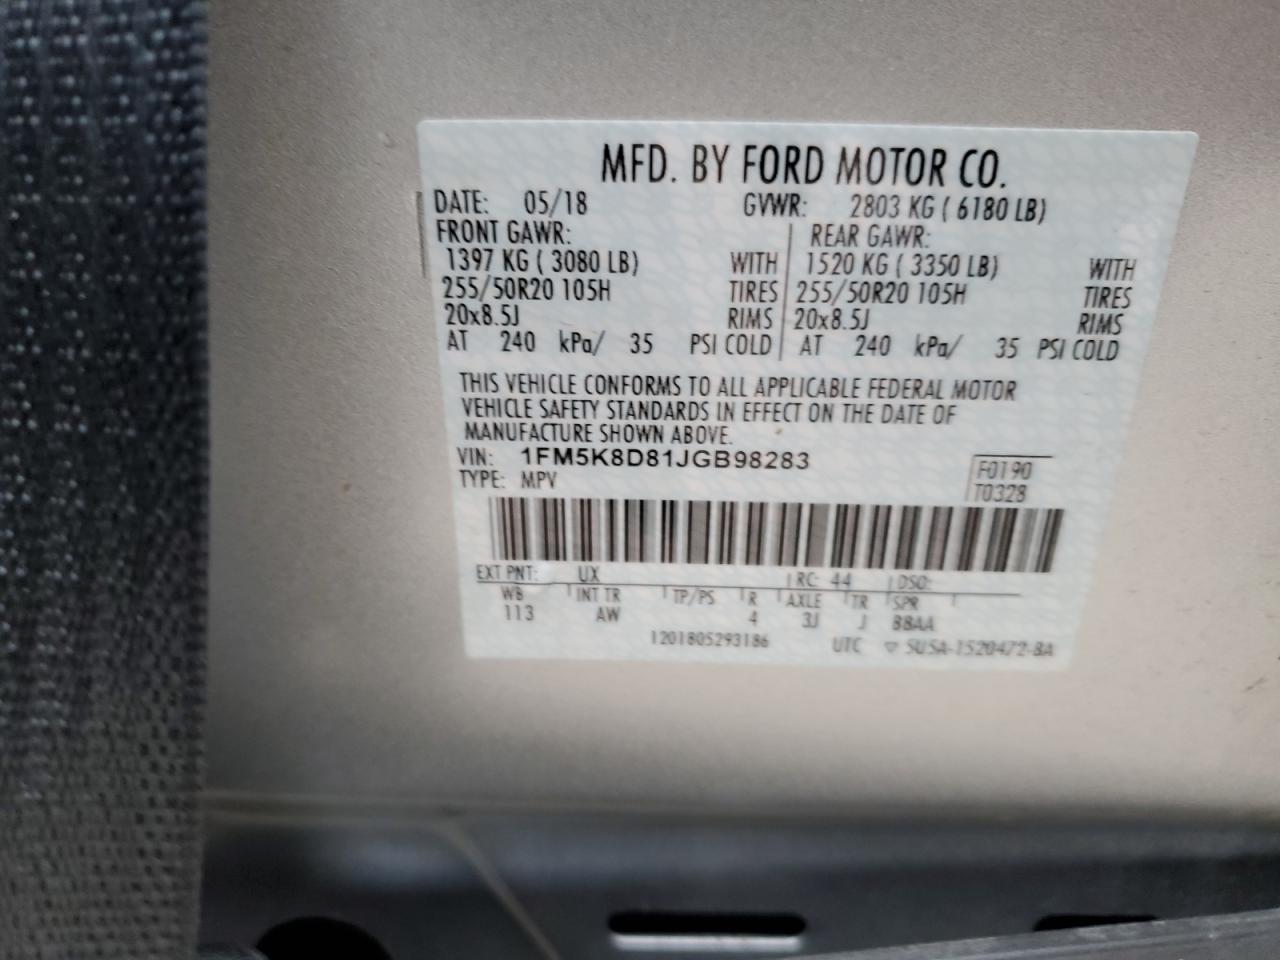 MFD. BY FORD MOTOR CO.
DATE: 05/18 GVWR: 2803 KG ( 6180 LB)
FRONT GAWR: REAR GAWR:
1397 KG ( 3080 LB) WITH 1520 KG ( 3350 LB) WITH
255/50R20 105H TIRES 255/50R20 105H TIRES
20x8.5J RIMS 20x8.5J RIMS
AT 240 kPa/ 35 PSI COLD AT 240 kPa/ 35 PSI COLD
THIS VEHICLE CONFORMS TO ALL APPLICABLE FEDERAL MOTOR
VEHICLE SAFETY STANDARDS IN EFFECT ON THE DATE OF
MANUFACTURE SHOWN ABOVE.
VIN: 1FM5K8D81JGB98283
TYPE: MPV
F0190
T0328
EXT PNT: UX RC: 44 DSO:
WB INT TR TP/PS R AXLE TR SPR
113 AW 4 3J J BBAA
1201805293186 UTC ▽ 5U5A-1520472-BA